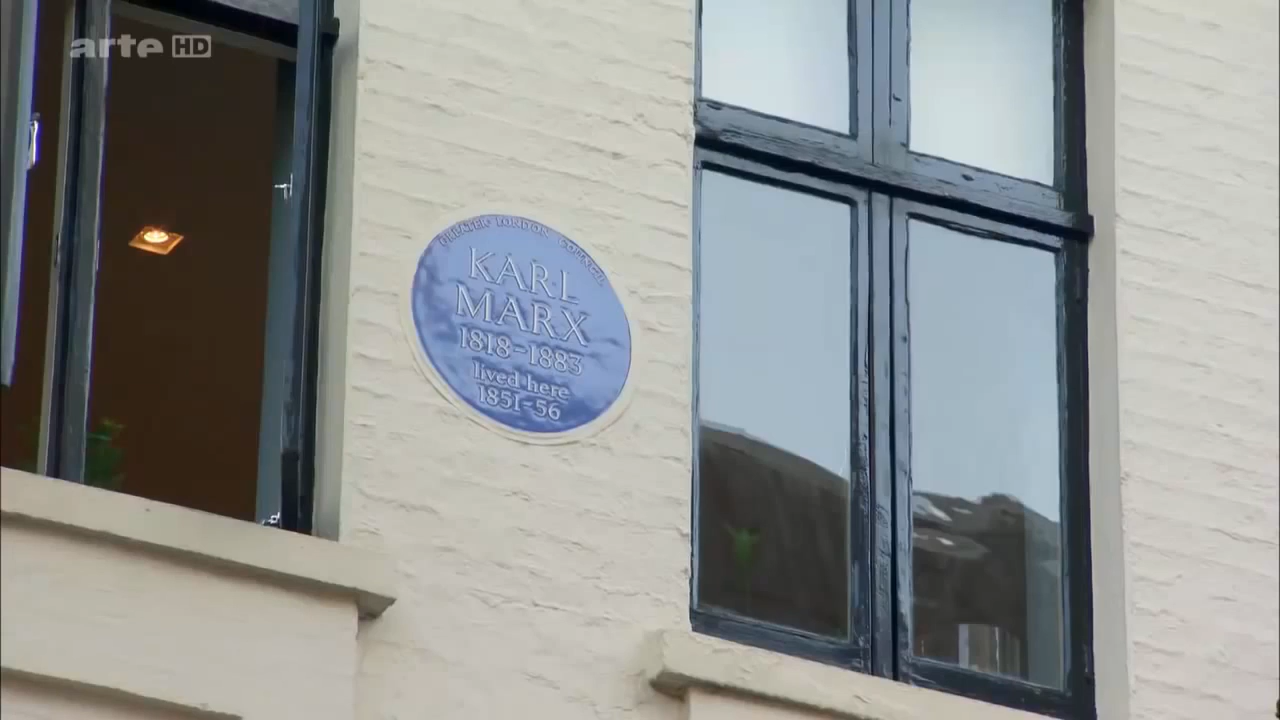 arte HD
GREATER LONDON COUNCIL
KARL
MARX
1818-1883
lived here
1851-56